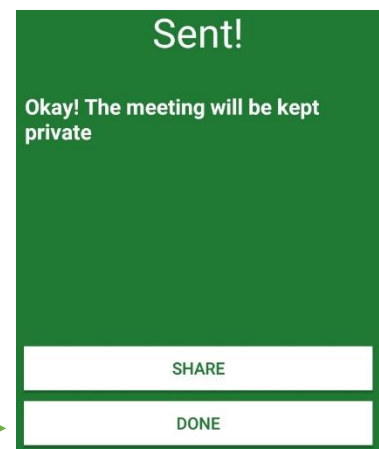 Sent!
Okay! The meeting will be kept
private
SHARE
DONE